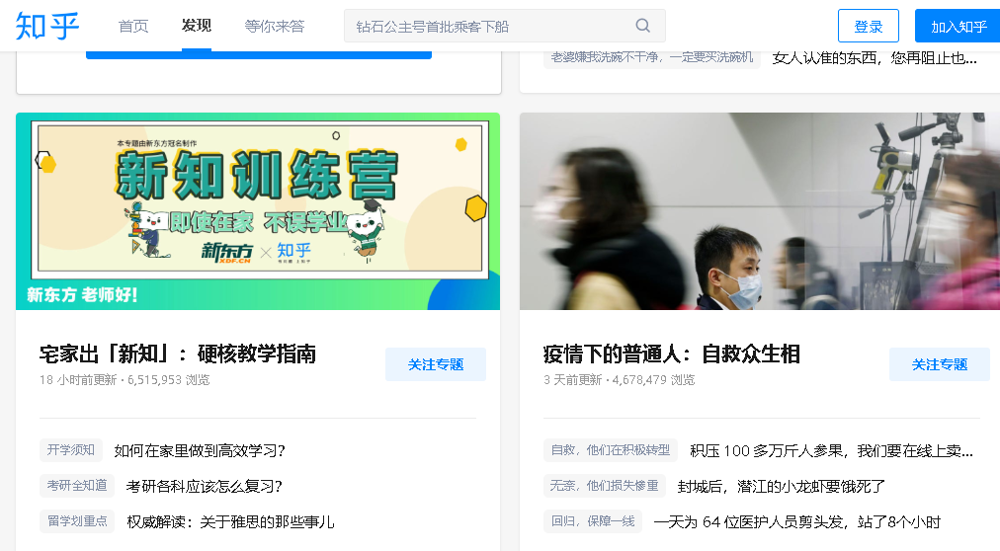 知乎
首页 发现 等你来答
钻石公主号首批乘客下船
登录 加入知乎
老婆嫌我洗碗不干净，一定要买洗碗机 女人认准的东西，您再阻止也...
本专题由新东方冠名制作
新知训练营
即使在家 不误学业
新东方 XDF.CN × 知乎
新东方 老师好！
宅家出「新知」：硬核教学指南
关注专题
18 小时前更新 · 6,515,953 浏览
开学须知 如何在家里做到高效学习？
考研全知道 考研各科应该怎么复习？
留学划重点 权威解读：关于雅思的那些事儿
疫情下的普通人：自救众生相
关注专题
3 天前更新 · 4,678,479 浏览
自救，他们在积极转型 积压 100 多万斤人参果，我们要在线上卖...
无奈，他们损失惨重 封城后，潜江的小龙虾要饿死了
回归，保障一线 一天为 64 位医护人员剪头发，站了8个小时